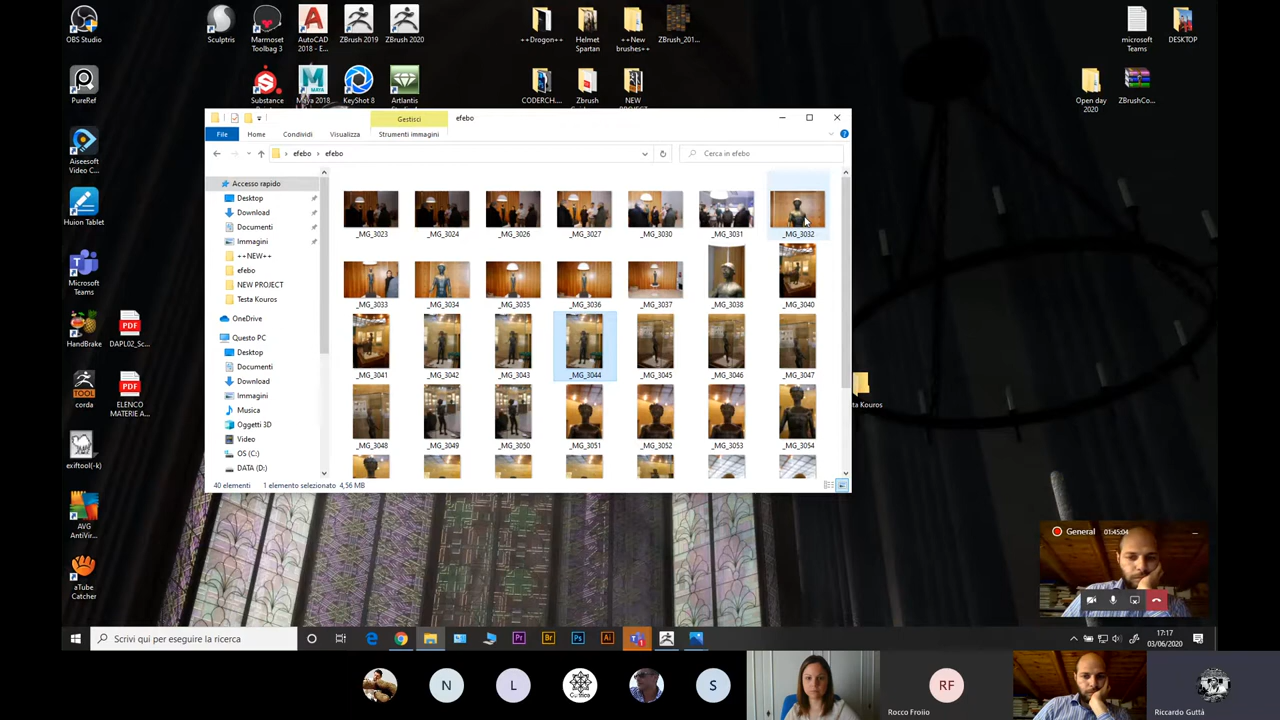 OBS Studio
Sculptris
Marmoset
Toolbag 3
AutoCAD
2018 - E...
ZBrush 2019
ZBrush 2020
++Drogon++
Helmet
Spartan
++New
brushes++
ZBrush_201...
microsoft
Teams
DESKTOP
PureRef
Substance
Maya 2018...
KeyShot 8
Artlantis
CODERCH...
Zbrush
NEW
Open day
2020
ZBrushCo...
Gestisci
efebo
File
Home
Condividi
Visualizza
Strumenti immagini
efebo
efebo
Cerca in efebo
Aiseesoft
Video C...
Huion Tablet
Microsoft
Teams
HandBrake
DAPL02_Sc...
corda
ELENCO
MATERIE A...
exiftool(-k)
AVG
AntiVir...
aTube
Catcher
Accesso rapido
Desktop
Download
Documenti
Immagini
++NEW++
efebo
NEW PROJECT
Testa Kouros
OneDrive
Questo PC
Desktop
Documenti
Download
Immagini
Musica
Oggetti 3D
Video
OS (C:)
DATA (D:)
_MG_3023
_MG_3024
_MG_3026
_MG_3027
_MG_3030
_MG_3031
_MG_3032
_MG_3033
_MG_3034
_MG_3035
_MG_3036
_MG_3037
_MG_3038
_MG_3040
_MG_3041
_MG_3042
_MG_3043
_MG_3044
_MG_3045
_MG_3046
_MG_3047
_MG_3048
_MG_3049
_MG_3050
_MG_3051
_MG_3052
_MG_3053
_MG_3054
40 elementi
1 elemento selezionato 4,56 MB
ta Kouros
General
01:45:04
Scrivi qui per eseguire la ricerca
Pr
Br
Ps
Ai
17:17
03/06/2020
N
L
S
RF
Rocco Froiio
Riccardo Guttà